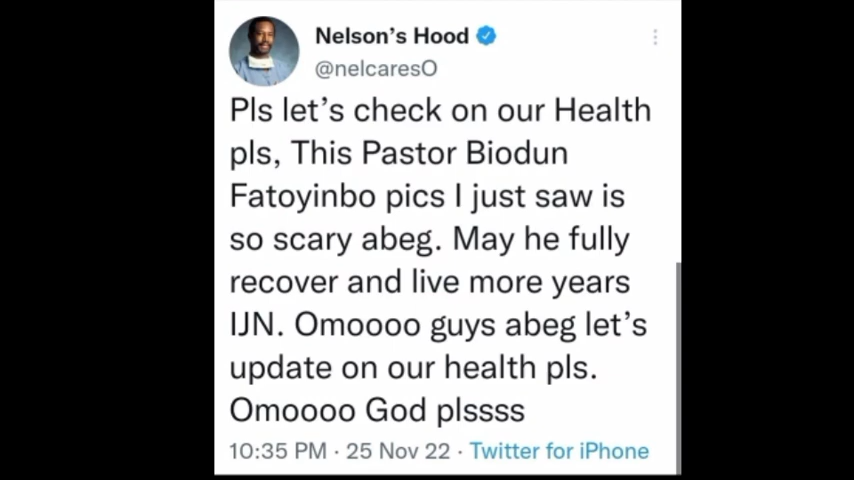 Nelson's Hood
@nelcaresO
Pls let's check on our Health
pls, This Pastor Biodun
Fatoyinbo pics I just saw is
so scary abeg. May he fully
recover and live more years
IJN. Omoooo guys abeg let's
update on our health pls.
Omoooo God plssss
10:35 PM · 25 Nov 22 · Twitter for iPhone